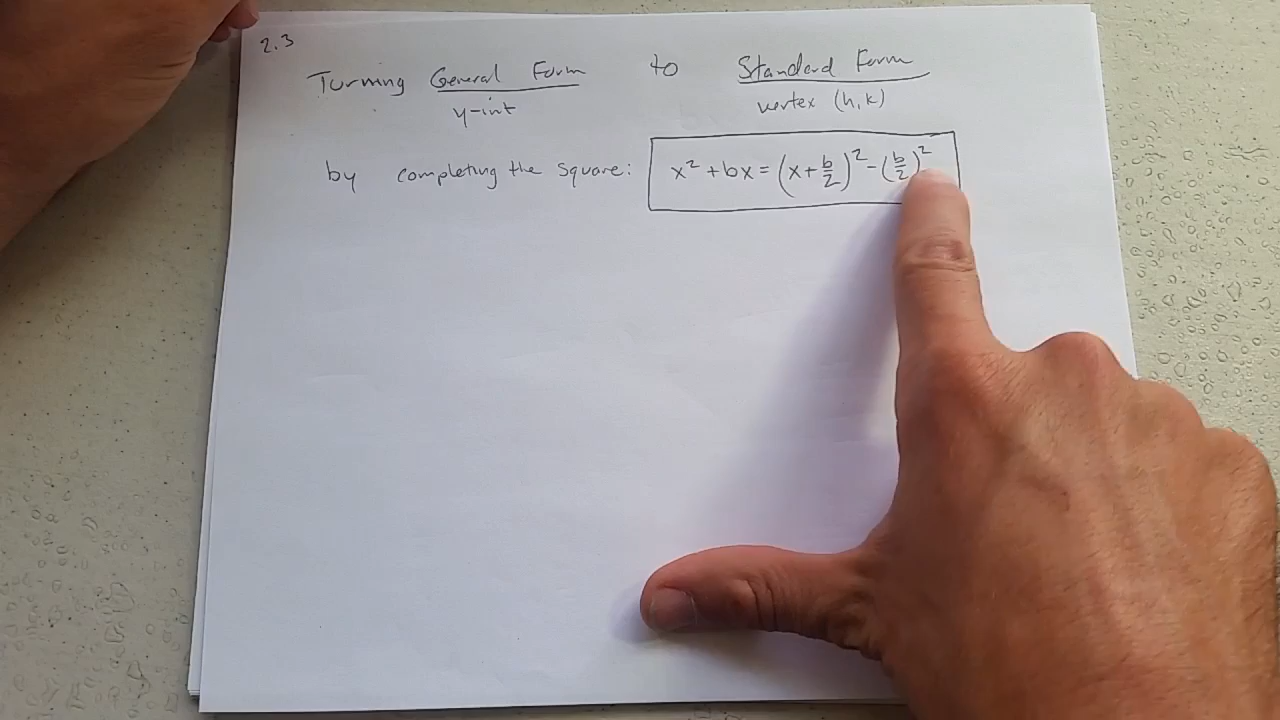 2.3
Turning General Form to Standard Form
y-int vertex (h,k)
by completing the square: x² + bx = (x + b/2)² - (b/2)²